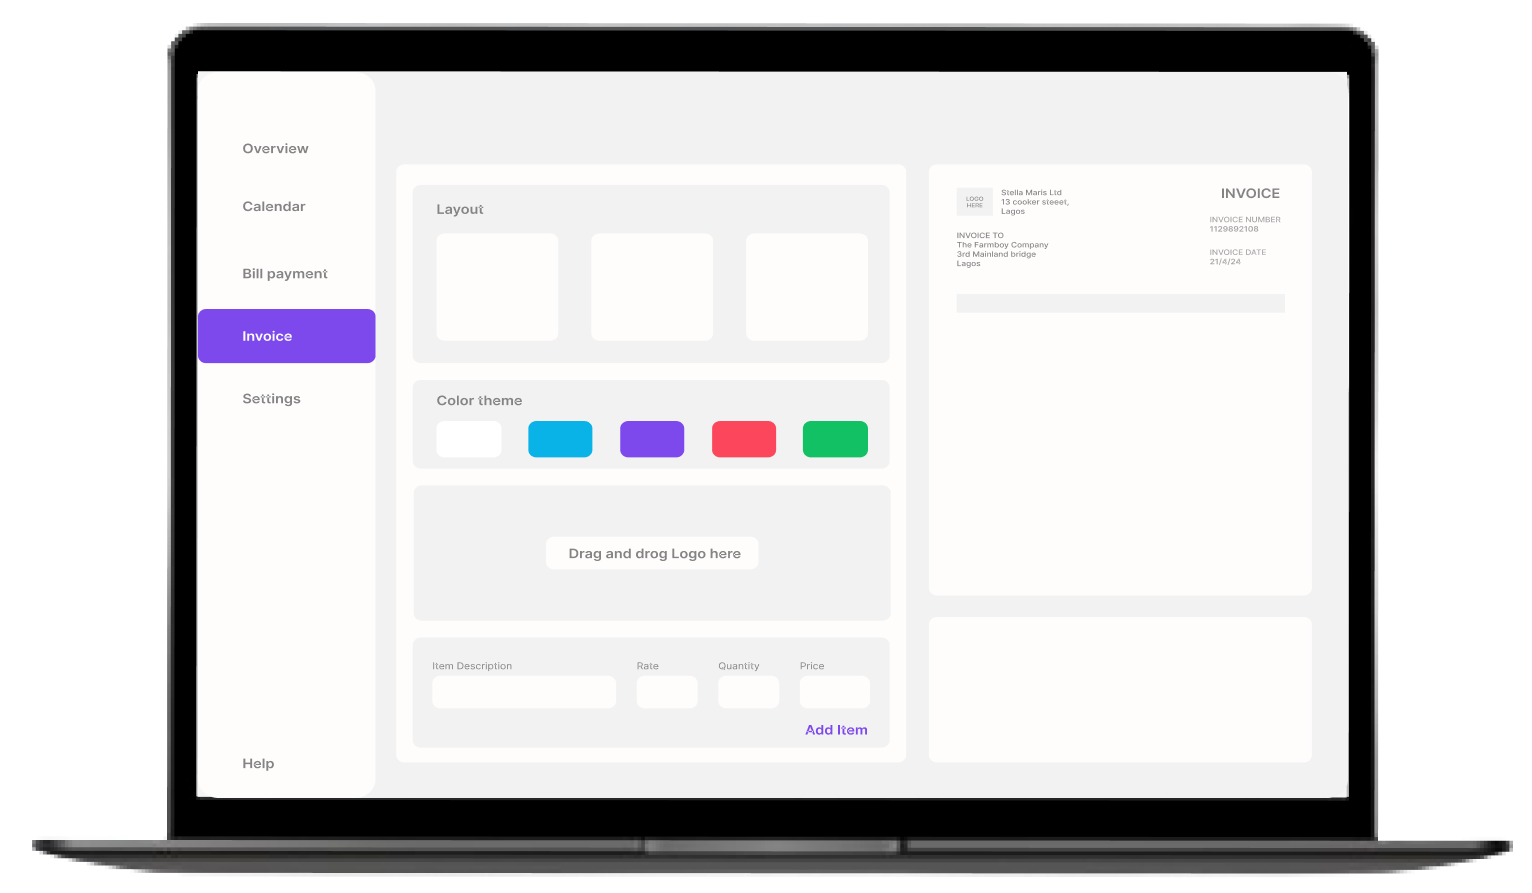 Overview
Calendar
Bill payment
Invoice
Settings
Help
Layout
Color theme
Drag and drog Logo here
Item Description
Rate
Quantity
Price
Add Item
LOGO
HERE
Stella Maris Ltd
13 cooker steeet,
Lagos
INVOICE TO
The Farmboy Company
3rd Mainland bridge
Lagos
INVOICE
INVOICE NUMBER
1129892108
INVOICE DATE
21/4/24